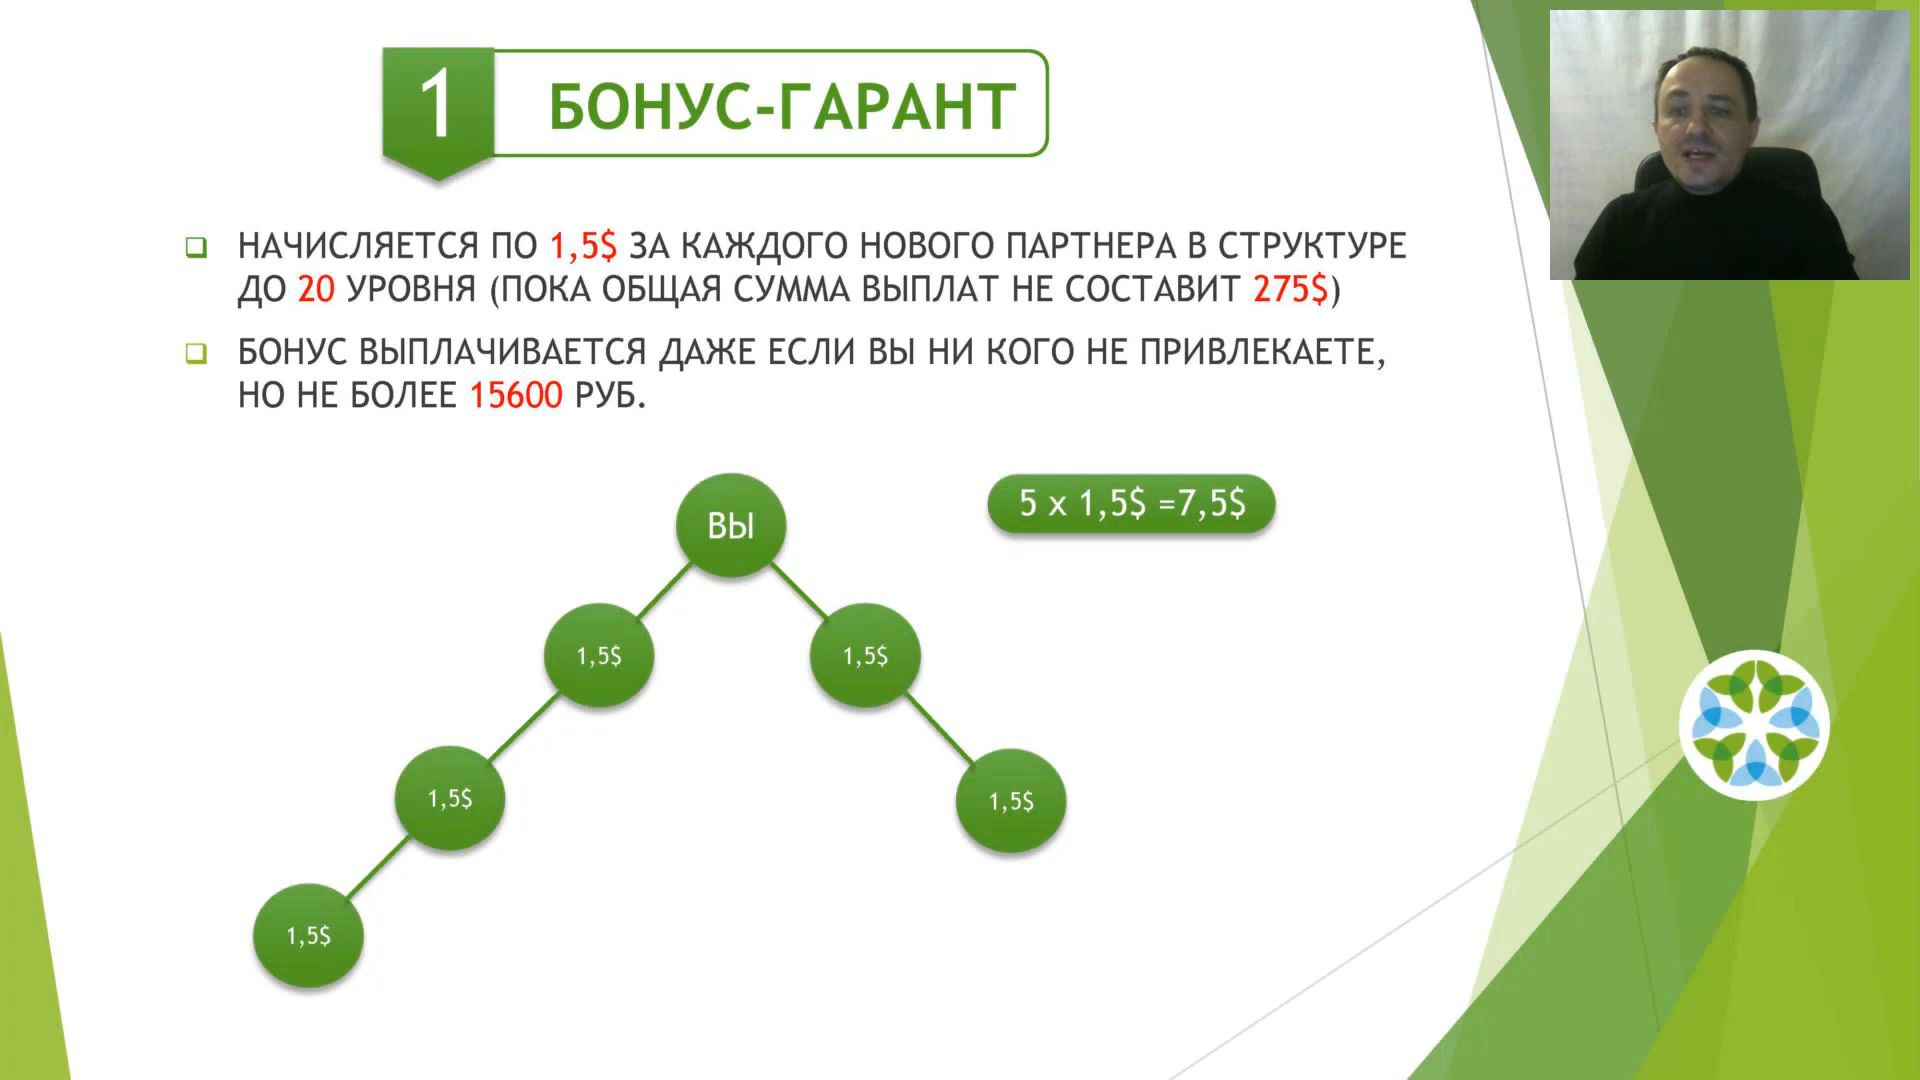 1
БОНУС-ГАРАНТ
НАЧИСЛЯЕТСЯ ПО 1,5$ ЗА КАЖДОГО НОВОГО ПАРТНЕРА В СТРУКТУРЕ
ДО 20 УРОВНЯ (ПОКА ОБЩАЯ СУММА ВЫПЛАТ НЕ СОСТАВИТ 275$)
БОНУС ВЫПЛАЧИВАЕТСЯ ДАЖЕ ЕСЛИ ВЫ НИ КОГО НЕ ПРИВЛЕКАЕТЕ,
НО НЕ БОЛЕЕ 15600 РУБ.
5 x 1,5$ =7,5$
ВЫ
1,5$
1,5$
1,5$
1,5$
1,5$